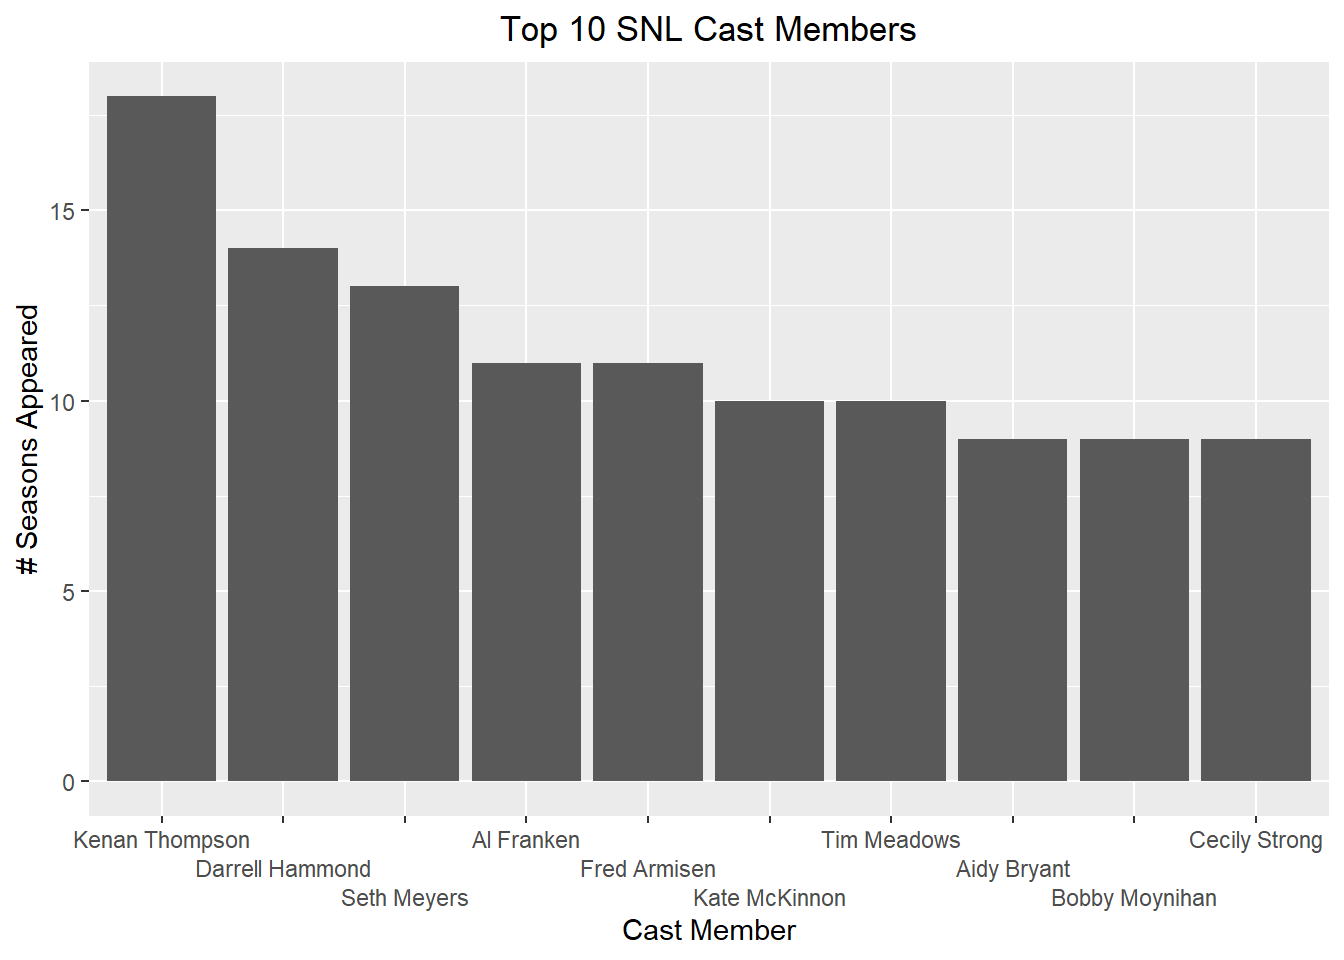 Top 10 SNL Cast Members
# Seasons Appeared
15
10
5
0
Kenan Thompson Al Franken Tim Meadows Cecily Strong
Darrell Hammond Fred Armisen Aidy Bryant
Seth Meyers Kate McKinnon Bobby Moynihan
Cast Member